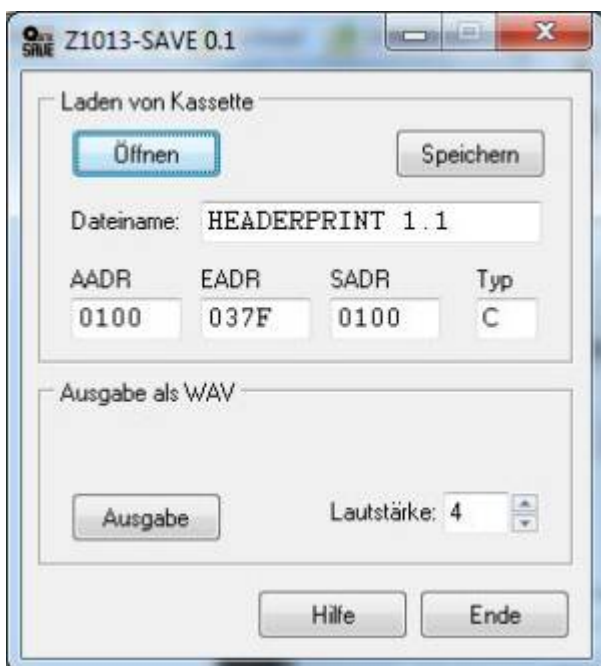 SAVE Z1013-SAVE 0.1
Laden von Kassette
Öffnen Speichern
Dateiname: HEADERPRINT 1.1
AADR EADR SADR Typ
0100 037F 0100 C
Ausgabe als WAV
Ausgabe Lautstärke: 4
Hilfe Ende